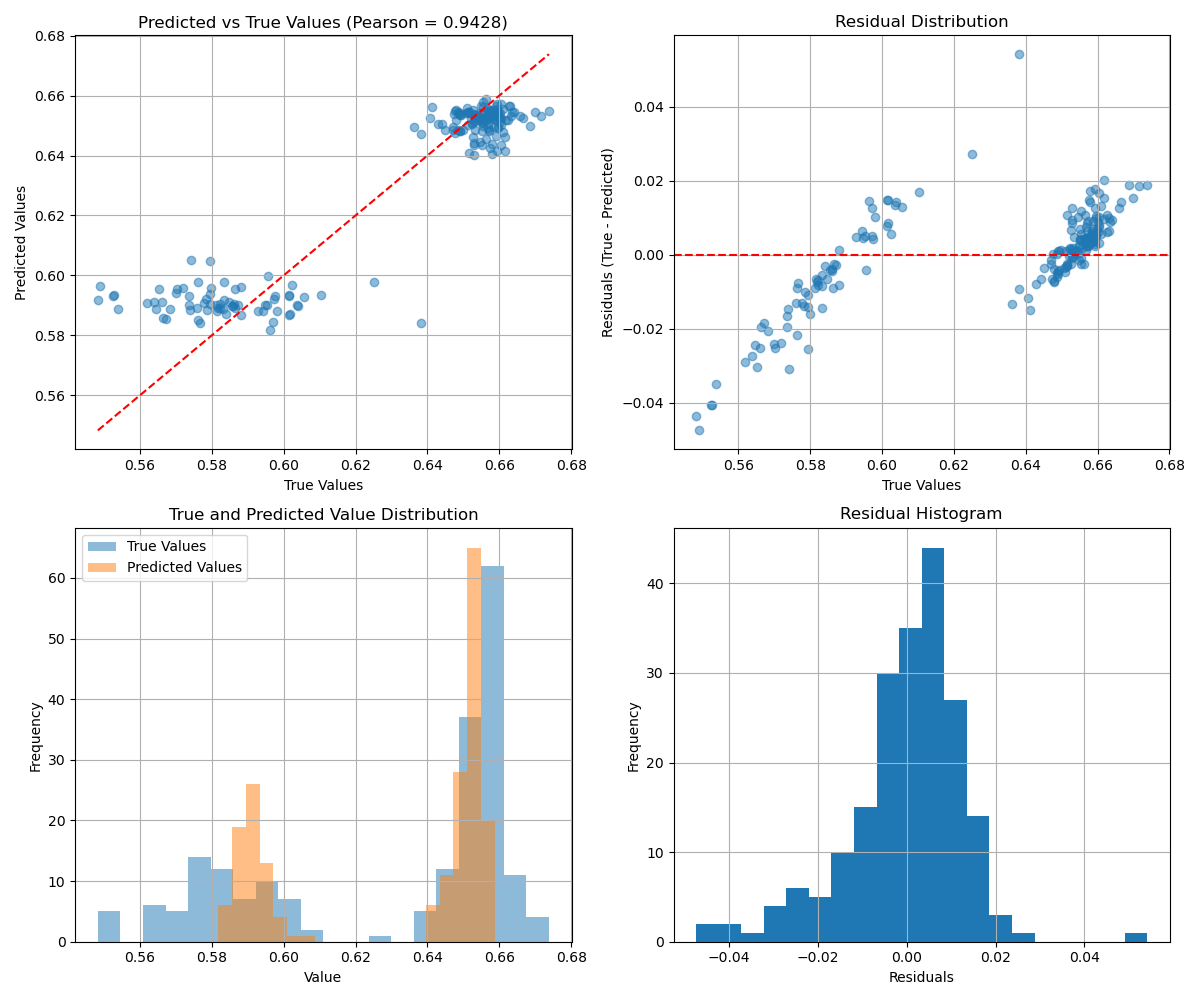 Predicted vs True Values (Pearson = 0.9428)
Predicted Values
0.68
0.66
0.64
0.62
0.60
0.58
0.56
0.56 0.58 0.60 0.62 0.64 0.66 0.68
True Values
Residual Distribution
Residuals (True - Predicted)
0.04
0.02
0.00
−0.02
−0.04
0.56 0.58 0.60 0.62 0.64 0.66 0.68
True Values
True and Predicted Value Distribution
True Values
Predicted Values
Frequency
60
50
40
30
20
10
0
0.56 0.58 0.60 0.62 0.64 0.66 0.68
Value
Residual Histogram
Frequency
40
30
20
10
0
−0.04 −0.02 0.00 0.02 0.04
Residuals